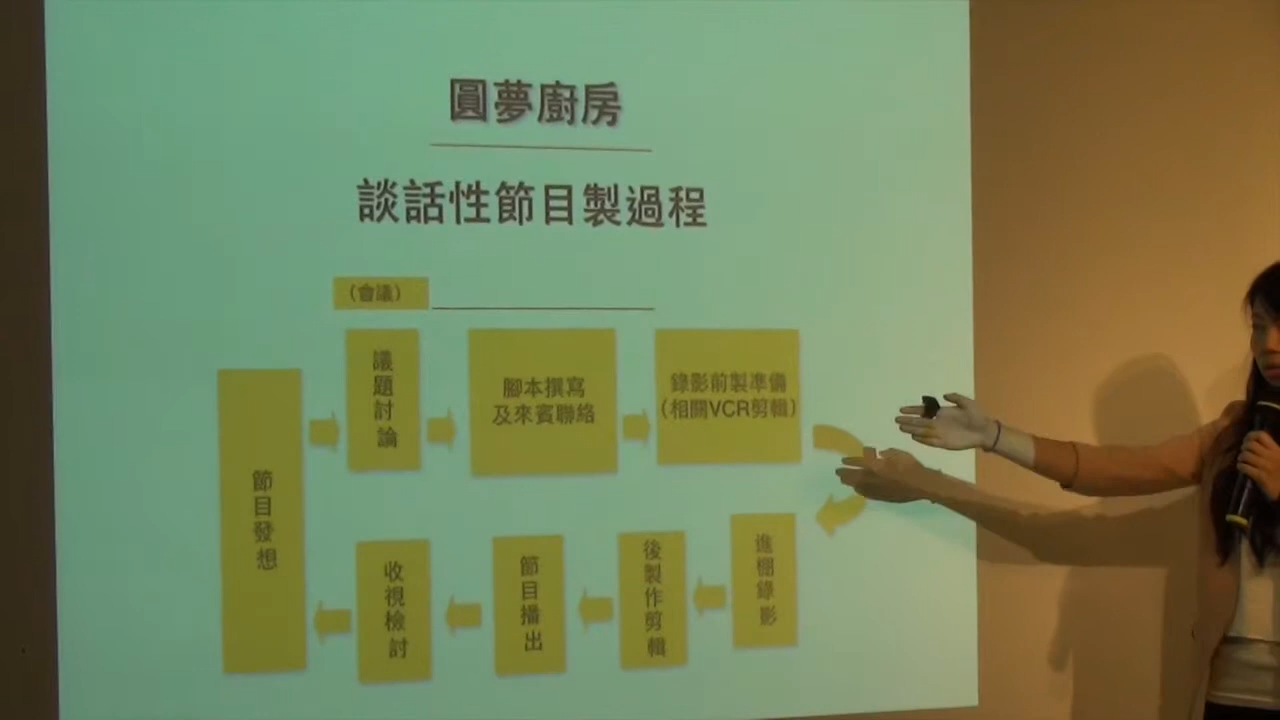 圓夢廚房
談話性節目製過程
（會議）
節目發想
議題討論
腳本撰寫
及來賓聯絡
錄影前製準備
（相關VCR剪輯）
進棚錄影
後製作剪輯
節目播出
收視檢討